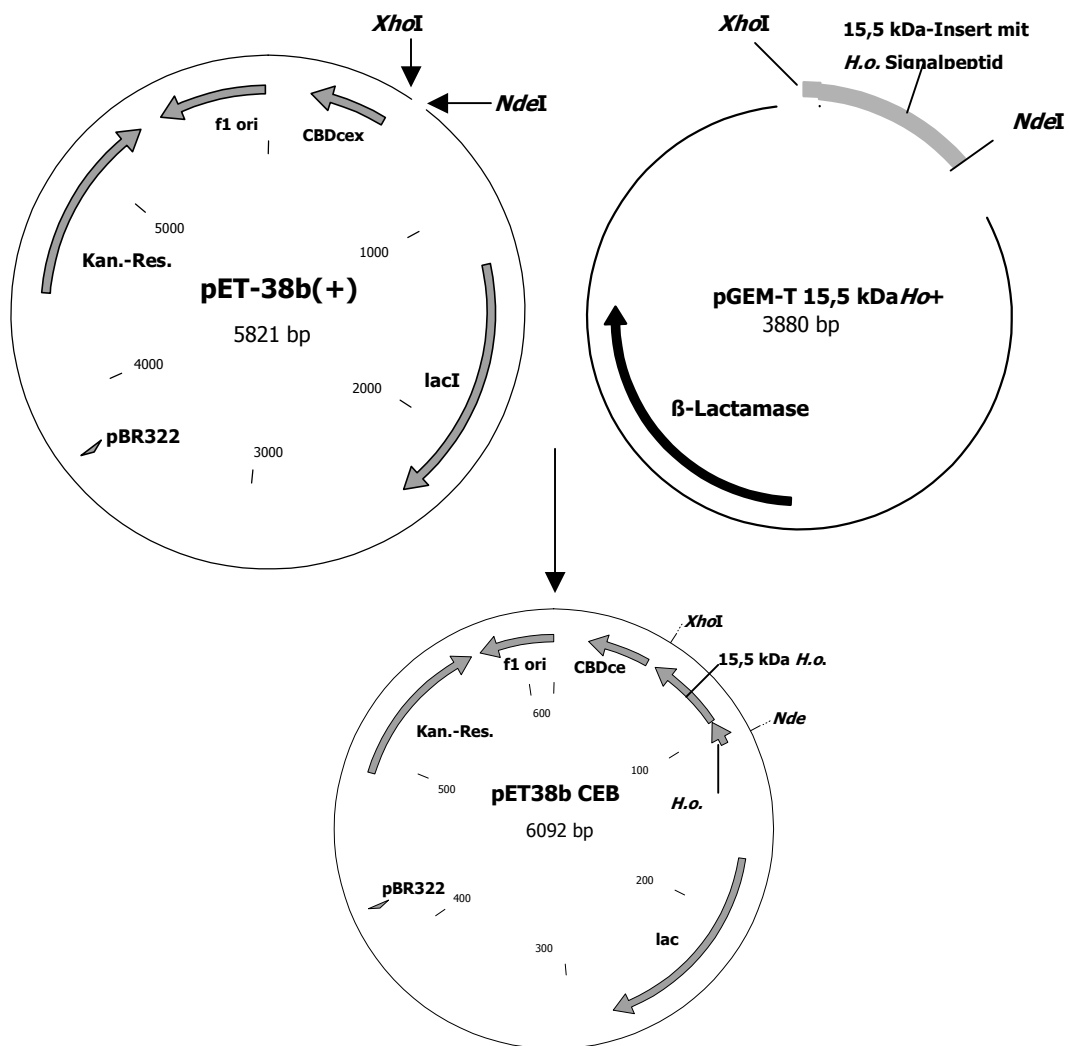 XhoI
NdeI
f1 ori
CBDcex
Kan.-Res.
5000
1000
pET-38b(+)
5821 bp
4000
2000
lacI
pBR322
3000
XhoI
15,5 kDa-Insert mit
H.o. Signalpeptid
NdeI
pGEM-T 15,5 kDaHo+
3880 bp
ß-Lactamase
XhoI
f1 ori
CBDce
15,5 kDa H.o.
Nde
600
Kan.-Res.
100
500
pET38b CEB
H.o.
6092 bp
pBR322
200
400
lac
300